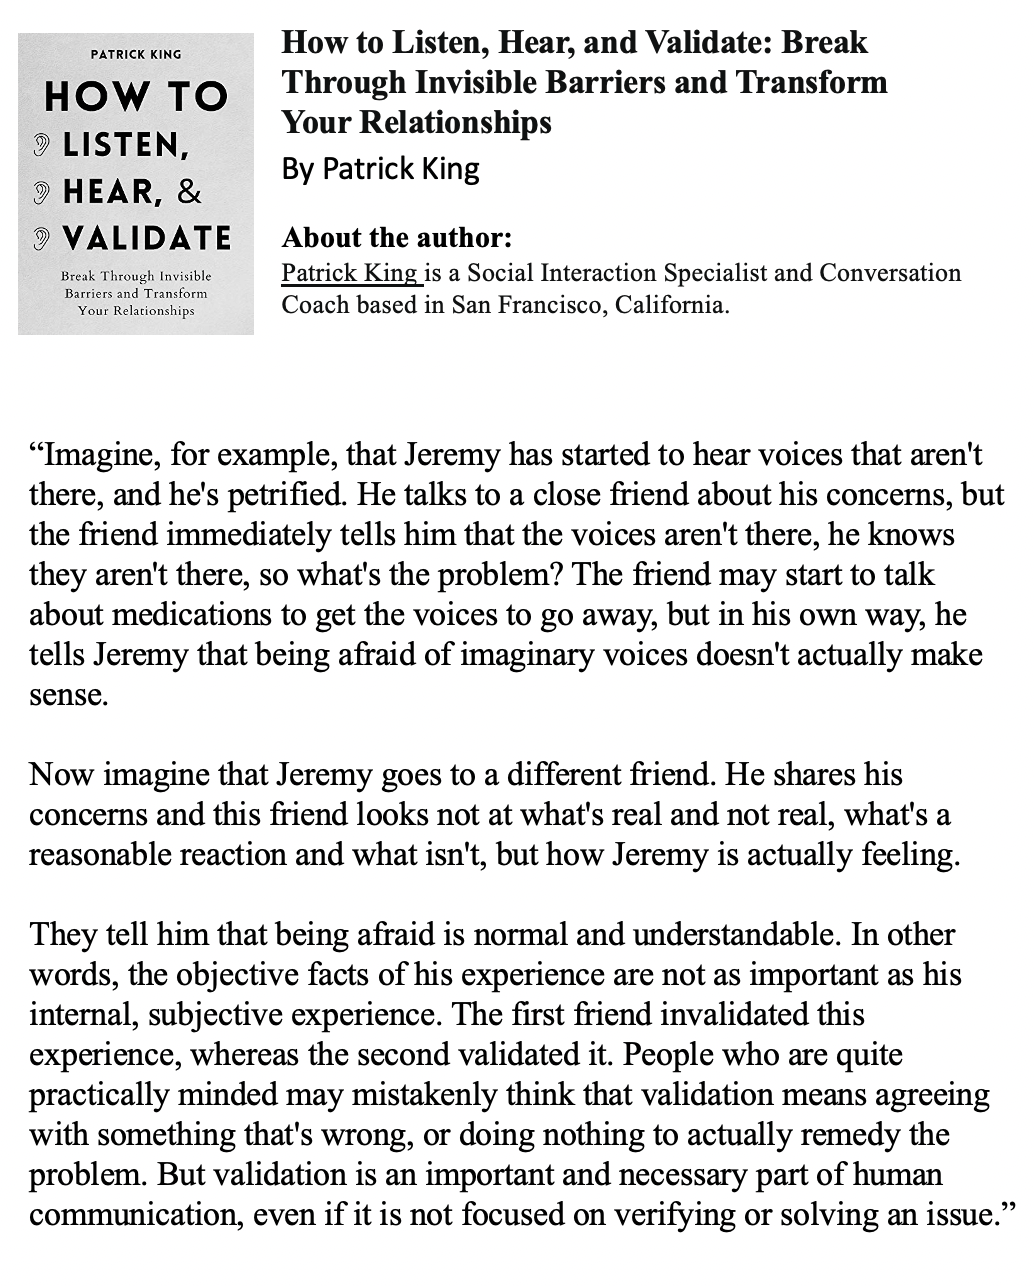 PATRICK KING
HOW TO
LISTEN,
HEAR, &
VALIDATE
Break Through Invisible
Barriers and Transform
Your Relationships
How to Listen, Hear, and Validate: Break
Through Invisible Barriers and Transform
Your Relationships
By Patrick King
About the author:
Patrick King is a Social Interaction Specialist and Conversation
Coach based in San Francisco, California.
“Imagine, for example, that Jeremy has started to hear voices that aren't
there, and he's petrified. He talks to a close friend about his concerns, but
the friend immediately tells him that the voices aren't there, he knows
they aren't there, so what's the problem? The friend may start to talk
about medications to get the voices to go away, but in his own way, he
tells Jeremy that being afraid of imaginary voices doesn't actually make
sense.
Now imagine that Jeremy goes to a different friend. He shares his
concerns and this friend looks not at what's real and not real, what's a
reasonable reaction and what isn't, but how Jeremy is actually feeling.
They tell him that being afraid is normal and understandable. In other
words, the objective facts of his experience are not as important as his
internal, subjective experience. The first friend invalidated this
experience, whereas the second validated it. People who are quite
practically minded may mistakenly think that validation means agreeing
with something that's wrong, or doing nothing to actually remedy the
problem. But validation is an important and necessary part of human
communication, even if it is not focused on verifying or solving an issue.”